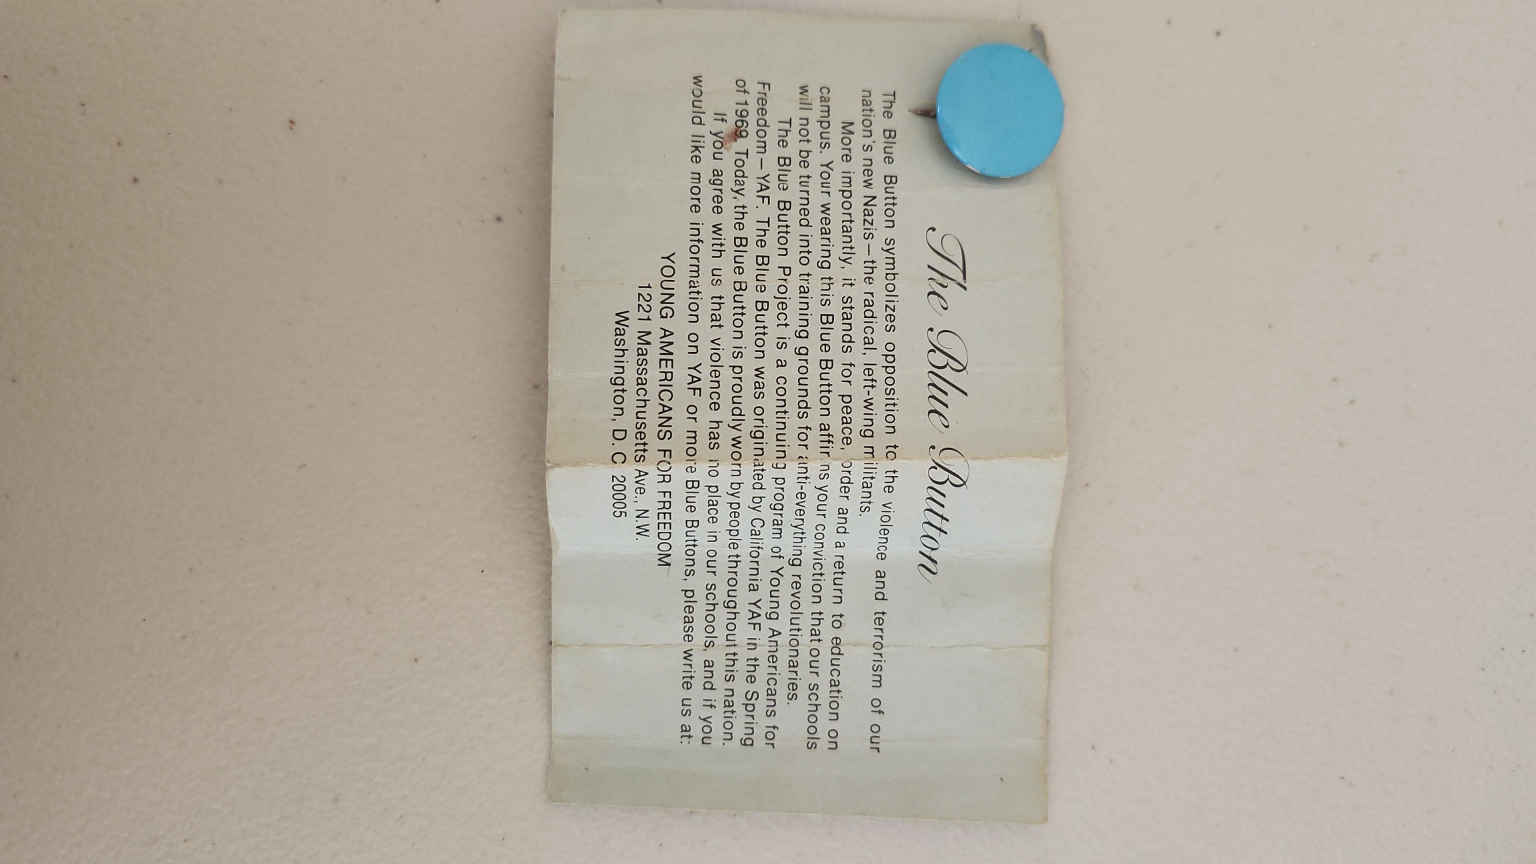 The Blue Button
The Blue Button symbolizes opposition to the violence and terrorism of our
nation's new Nazis—the radical, left-wing militants.
More importantly, it stands for peace, order and a return to education on
campus. Your wearing this Blue Button affirms your conviction that our schools
will not be turned into training grounds for anti-everything revolutionaries.
The Blue Button Project is a continuing program of Young Americans for
Freedom—YAF. The Blue Button was originated by California YAF in the Spring
of 1969. Today, the Blue Button is proudly worn by people throughout this nation.
If you agree with us that violence has no place in our schools, and if you
would like more information on YAF or more Blue Buttons, please write us at:
YOUNG AMERICANS FOR FREEDOM
1221 Massachusetts Ave., N.W.
Washington, D.C. 20005